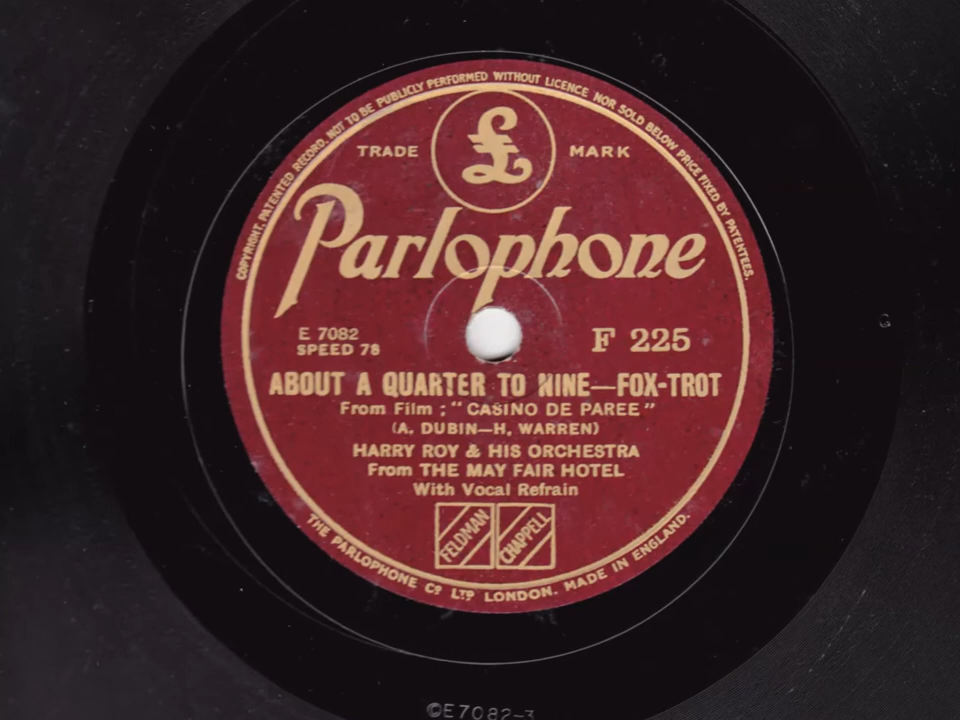 COPYRIGHT. PATENTED RECORD. NOT TO BE PUBLICLY PERFORMED WITHOUT LICENCE NOR SOLD BELOW PRICE FIXED BY PATENTEES.
£
TRADE MARK
Parlophone
E 7082
SPEED 78
F 225
ABOUT A QUARTER TO NINE—FOX-TROT
From Film ; "CASINO DE PAREE"
(A. DUBIN—H. WARREN)
HARRY ROY & HIS ORCHESTRA
From THE MAY FAIR HOTEL
With Vocal Refrain
FELDMAN CHAPPELL
THE PARLOPHONE Co LTD LONDON. MADE IN ENGLAND.
©E7082-3